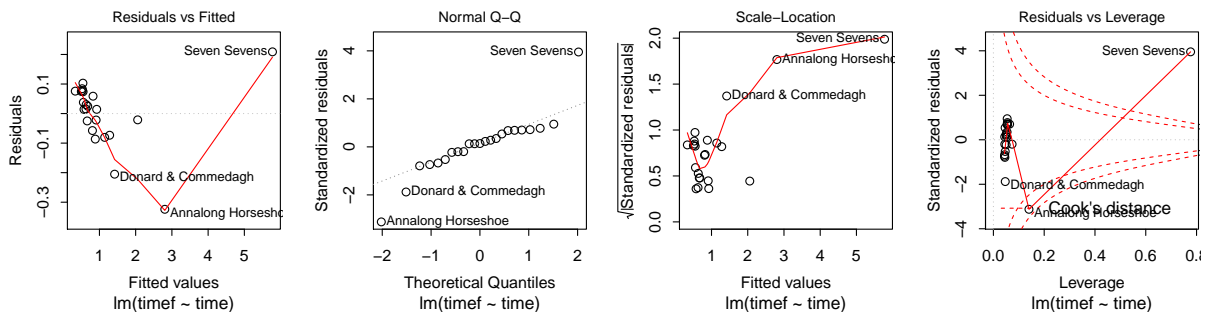 Residuals vs Fitted
Residuals
0.1
−0.1
−0.3
Seven Sevens
Donard & Commedagh
Annalong Horseshoe
1 2 3 4 5
Fitted values
lm(timef ~ time)
Normal Q−Q
Standardized residuals
4
2
0
−2
Seven Sevens
Donard & Commedagh
Annalong Horseshoe
−2 −1 0 1 2
Theoretical Quantiles
lm(timef ~ time)
Scale−Location
√|Standardized residuals|
2.0
1.5
1.0
0.5
0.0
Seven Sevens
Annalong Horseshoe
Donard & Commedagh
1 2 3 4 5
Fitted values
lm(timef ~ time)
Residuals vs Leverage
Standardized residuals
4
2
0
−2
−4
Seven Sevens
Donard & Commedagh
Annalong Horseshoe
Cook's distance
0.0 0.2 0.4 0.6 0.8
Leverage
lm(timef ~ time)